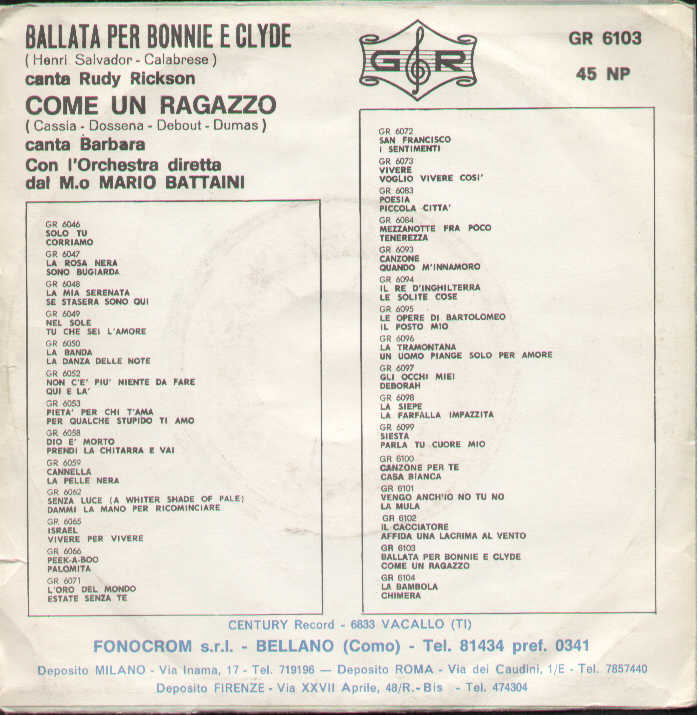 BALLATA PER BONNIE E CLYDE
( Henri Salvador - Calabrese )
canta Rudy Rickson
COME UN RAGAZZO
( Cassia - Dossena - Debout - Dumas )
canta Barbara
Con l'Orchestra diretta
dal M.o MARIO BATTAINI
G R
GR 6103
45 NP
GR 6046
SOLO TU
CORRIAMO
GR 6047
LA ROSA NERA
SONO BUGIARDA
GR 6048
LA MIA SERENATA
SE STASERA SONO QUI
GR 6049
NEL SOLE
TU CHE SEI L'AMORE
GR 6050
LA BANDA
LA DANZA DELLE NOTE
GR 6052
NON C'E' PIU' NIENTE DA FARE
QUI E LA'
GR 6053
PIETA' PER CHI T'AMA
PER QUALCHE STUPIDO TI AMO
GR 6058
DIO E' MORTO
PRENDI LA CHITARRA E VAI
GR 6059
CANNELLA
LA PELLE NERA
GR 6062
SENZA LUCE (A WHITER SHADE OF PALE)
DAMMI LA MANO PER RICOMINCIARE
GR 6065
ISRAEL
VIVERE PER VIVERE
GR 6066
PEEK-A-BOO
PALOMITA
GR 6071
L'ORO DEL MONDO
ESTATE SENZA TE
GR 6072
SAN FRANCISCO
I SENTIMENTI
GR 6073
VIVERE
VOGLIO VIVERE COSI'
GR 6083
POESIA
PICCOLA CITTA'
GR 6084
MEZZANOTTE FRA POCO
TENEREZZA
GR 6093
CANZONE
QUANDO M'INNAMORO
GR 6094
IL RE D'INGHILTERRA
LE SOLITE COSE
GR 6095
LE OPERE DI BARTOLOMEO
IL POSTO MIO
GR 6096
LA TRAMONTANA
UN UOMO PIANGE SOLO PER AMORE
GR 6097
GLI OCCHI MIEI
DEBORAH
GR 6098
LA SIEPE
LA FARFALLA IMPAZZITA
GR 6099
SIESTA
PARLA TU CUORE MIO
GR 6100
CANZONE PER TE
CASA BIANCA
GR 6101
VENGO ANCH'IO NO TU NO
LA MULA
GR 6102
IL CACCIATORE
AFFIDA UNA LACRIMA AL VENTO
GR 6103
BALLATA PER BONNIE E CLYDE
COME UN RAGAZZO
GR 6104
LA BAMBOLA
CHIMERA
CENTURY Record - 6833 VACALLO (TI)
FONOCROM s.r.l. - BELLANO (Como) - Tel. 81434 pref. 0341
Deposito MILANO - Via Inama, 17 - Tel. 719196 — Deposito ROMA - Via dei Caudini, 1/E - Tel. 7857440
Deposito FIRENZE - Via XXVII Aprile, 48/R.- Bis - Tel. 474304